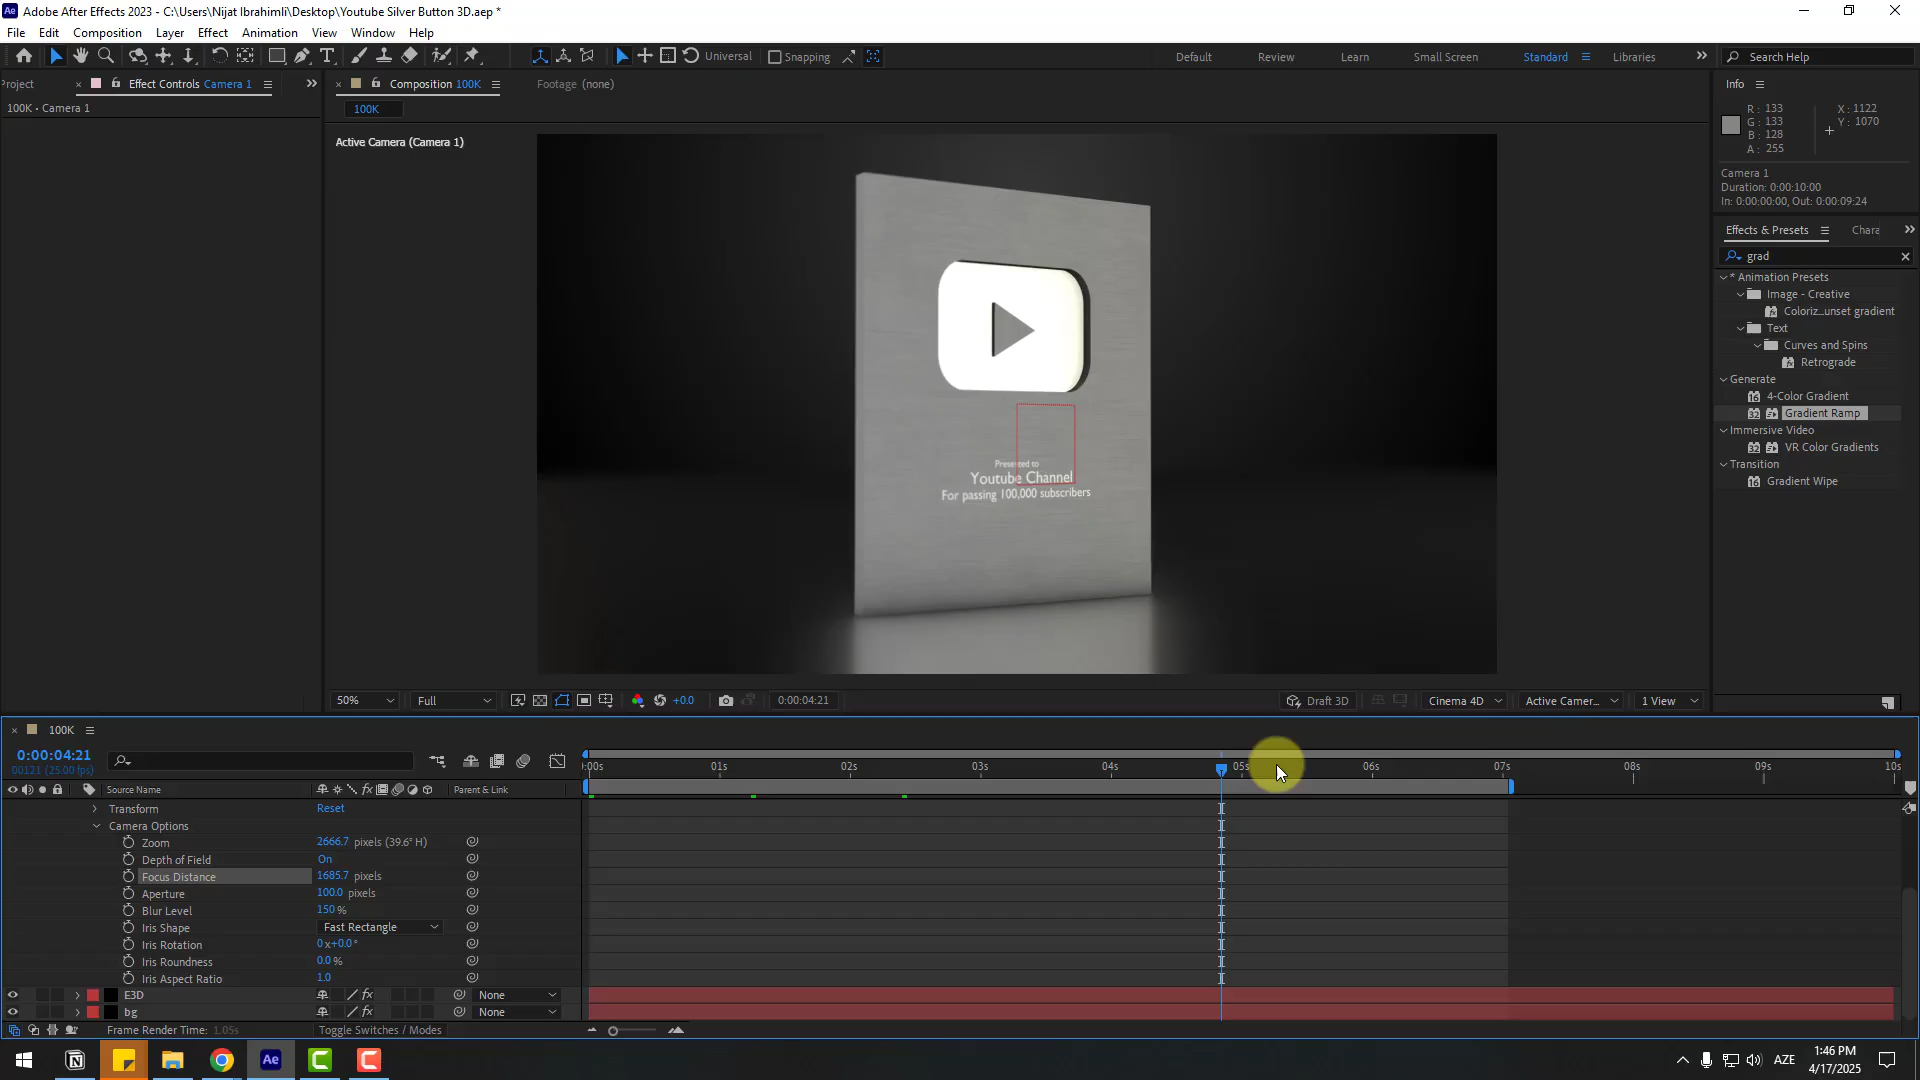 Adobe After Effects 2023 - C:\Users\Nijat Ibrahimli\Desktop\Youtube Silver Button 3D.aep *
File Edit Composition Layer Effect Animation View Window Help
Universal Snapping Default Review Learn Small Screen Standard Libraries Search Help
Project Effect Controls Camera 1 Composition 100K Footage (none) Info
100K • Camera 1
100K
Active Camera (Camera 1)
R: 133 X: 1122
G: 133 Y: 1070
B: 128
A: 255
Camera 1
Duration: 0:00:10:00
In: 0:00:00:00, Out: 0:00:09:24
Effects & Presets Chara
grad
* Animation Presets
Image - Creative
Coloriz...unset gradient
Text
Curves and Spins
Retrograde
Generate
4-Color Gradient
Gradient Ramp
Immersive Video
VR Color Gradients
Transition
Gradient Wipe
Presented to
Youtube Channel
For passing 100,000 subscribers
50% Full +0.0 0:00:04:21 Draft 3D Cinema 4D Active Camer... 1 View
100K
0:00:04:21
00121 (25.00 fps)
:00s 01s 02s 03s 04s 05s 06s 07s 08s 09s 10s
Source Name Parent & Link
Transform Reset
Camera Options
Zoom 2666.7 pixels (39.6° H)
Depth of Field On
Focus Distance 1685.7 pixels
Aperture 100.0 pixels
Blur Level 150 %
Iris Shape Fast Rectangle
Iris Rotation 0 x+0.0 °
Iris Roundness 0.0 %
Iris Aspect Ratio 1.0
E3D None
bg None
Frame Render Time: 1.05s Toggle Switches / Modes
AZE 1:46 PM
4/17/2025